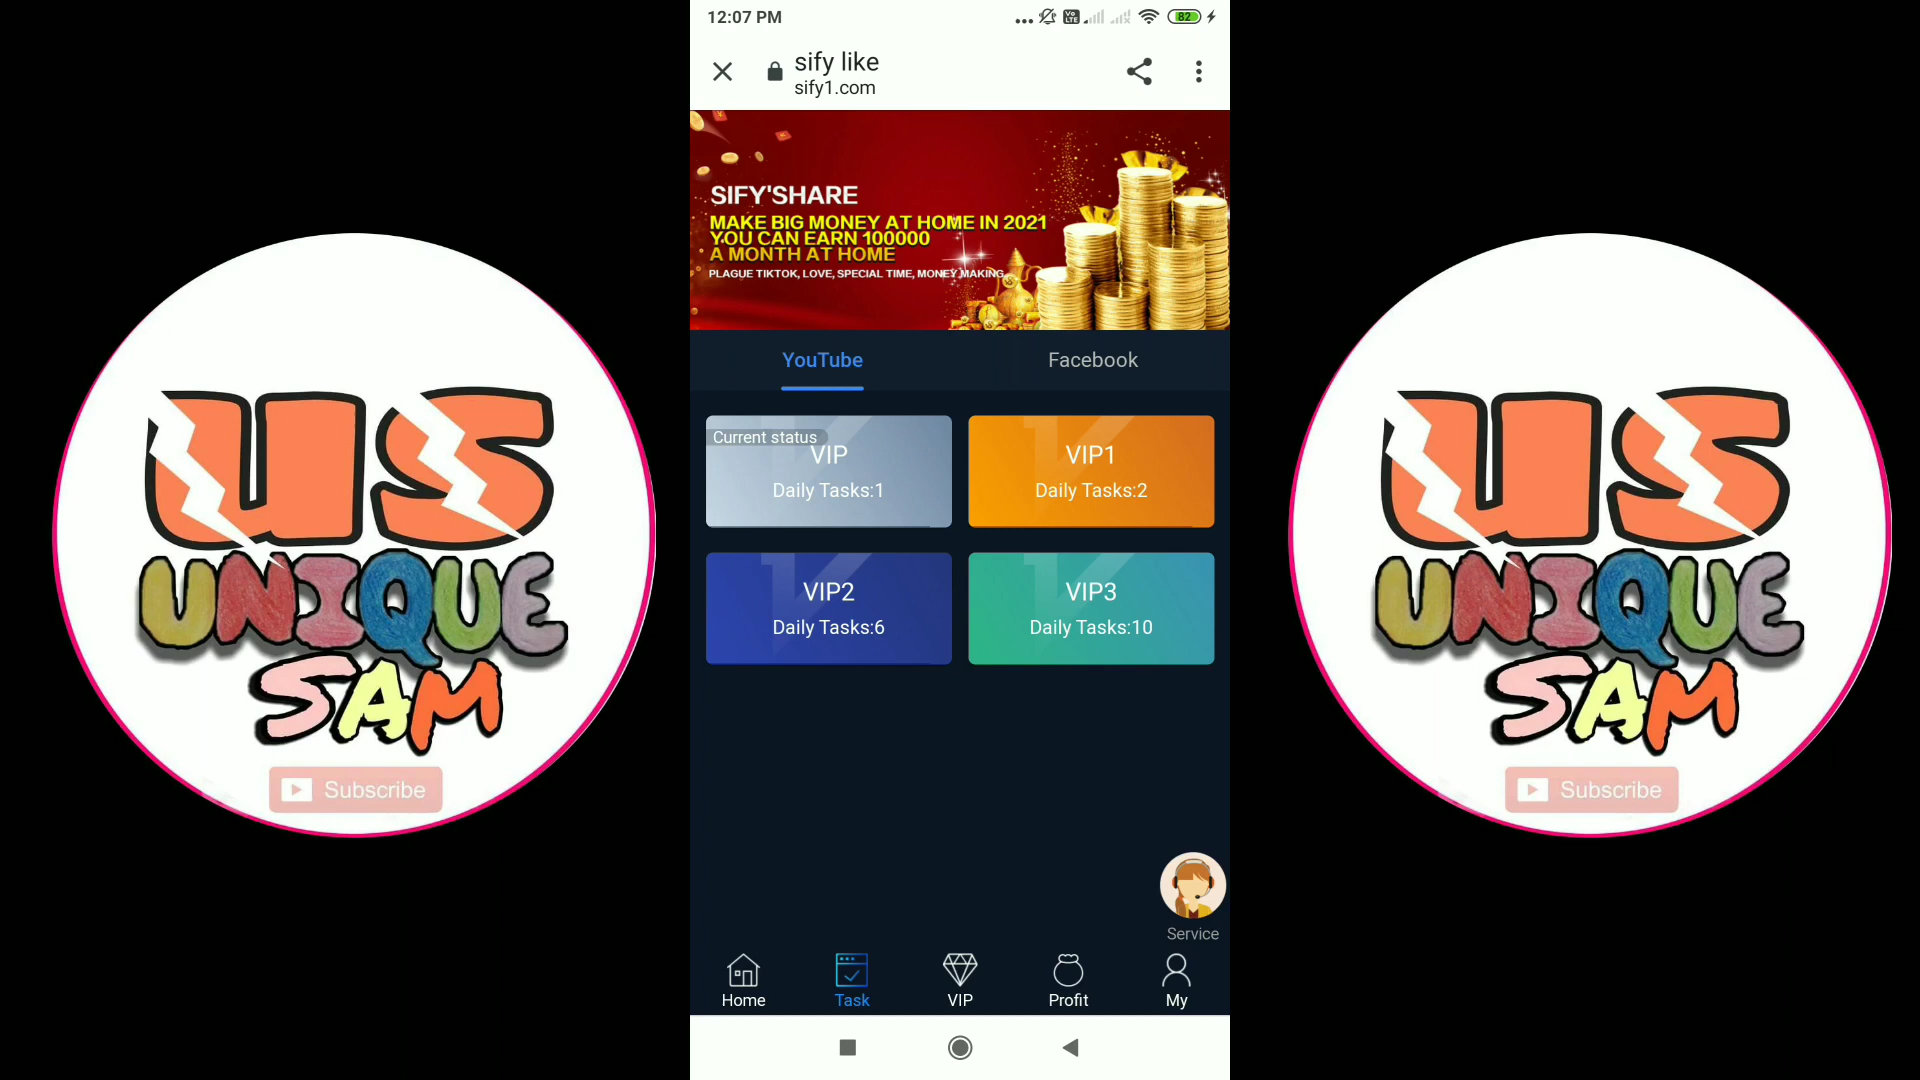 12:07 PM
Vo LTE
82
sify like
sify1.com
SIFY'SHARE
MAKE BIG MONEY AT HOME IN 2021
YOU CAN EARN 100000
A MONTH AT HOME
PLAGUE TIKTOK, LOVE, SPECIAL TIME, MONEY MAKING
YouTube
Facebook
Current status
VIP
Daily Tasks:1
VIP1
Daily Tasks:2
VIP2
Daily Tasks:6
VIP3
Daily Tasks:10
Service
Home
Task
VIP
Profit
My
US
UNIQUE
SAM
Subscribe
US
UNIQUE
SAM
Subscribe